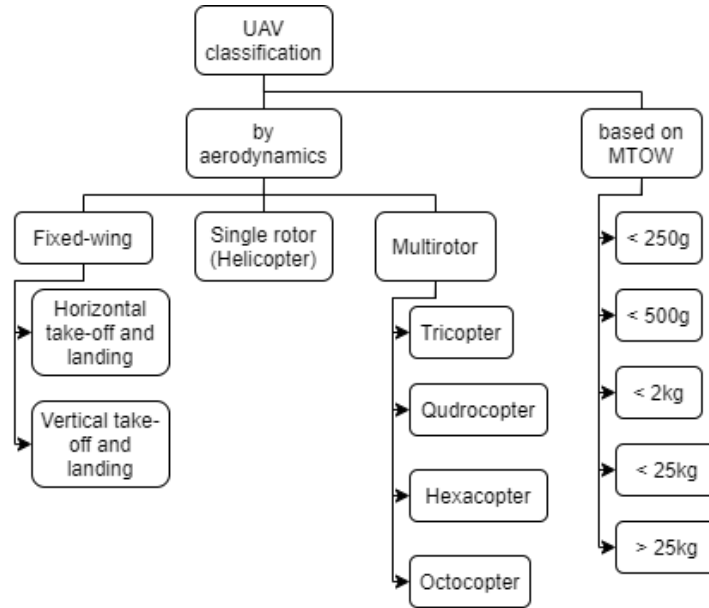 UAV
classification
by
aerodynamics
based on
MTOW
Fixed-wing
Single rotor
(Helicopter)
Multirotor
Horizontal
take-off and
landing
Vertical take-
off and
landing
Tricopter
Qudrocopter
Hexacopter
Octocopter
< 250g
< 500g
< 2kg
< 25kg
> 25kg